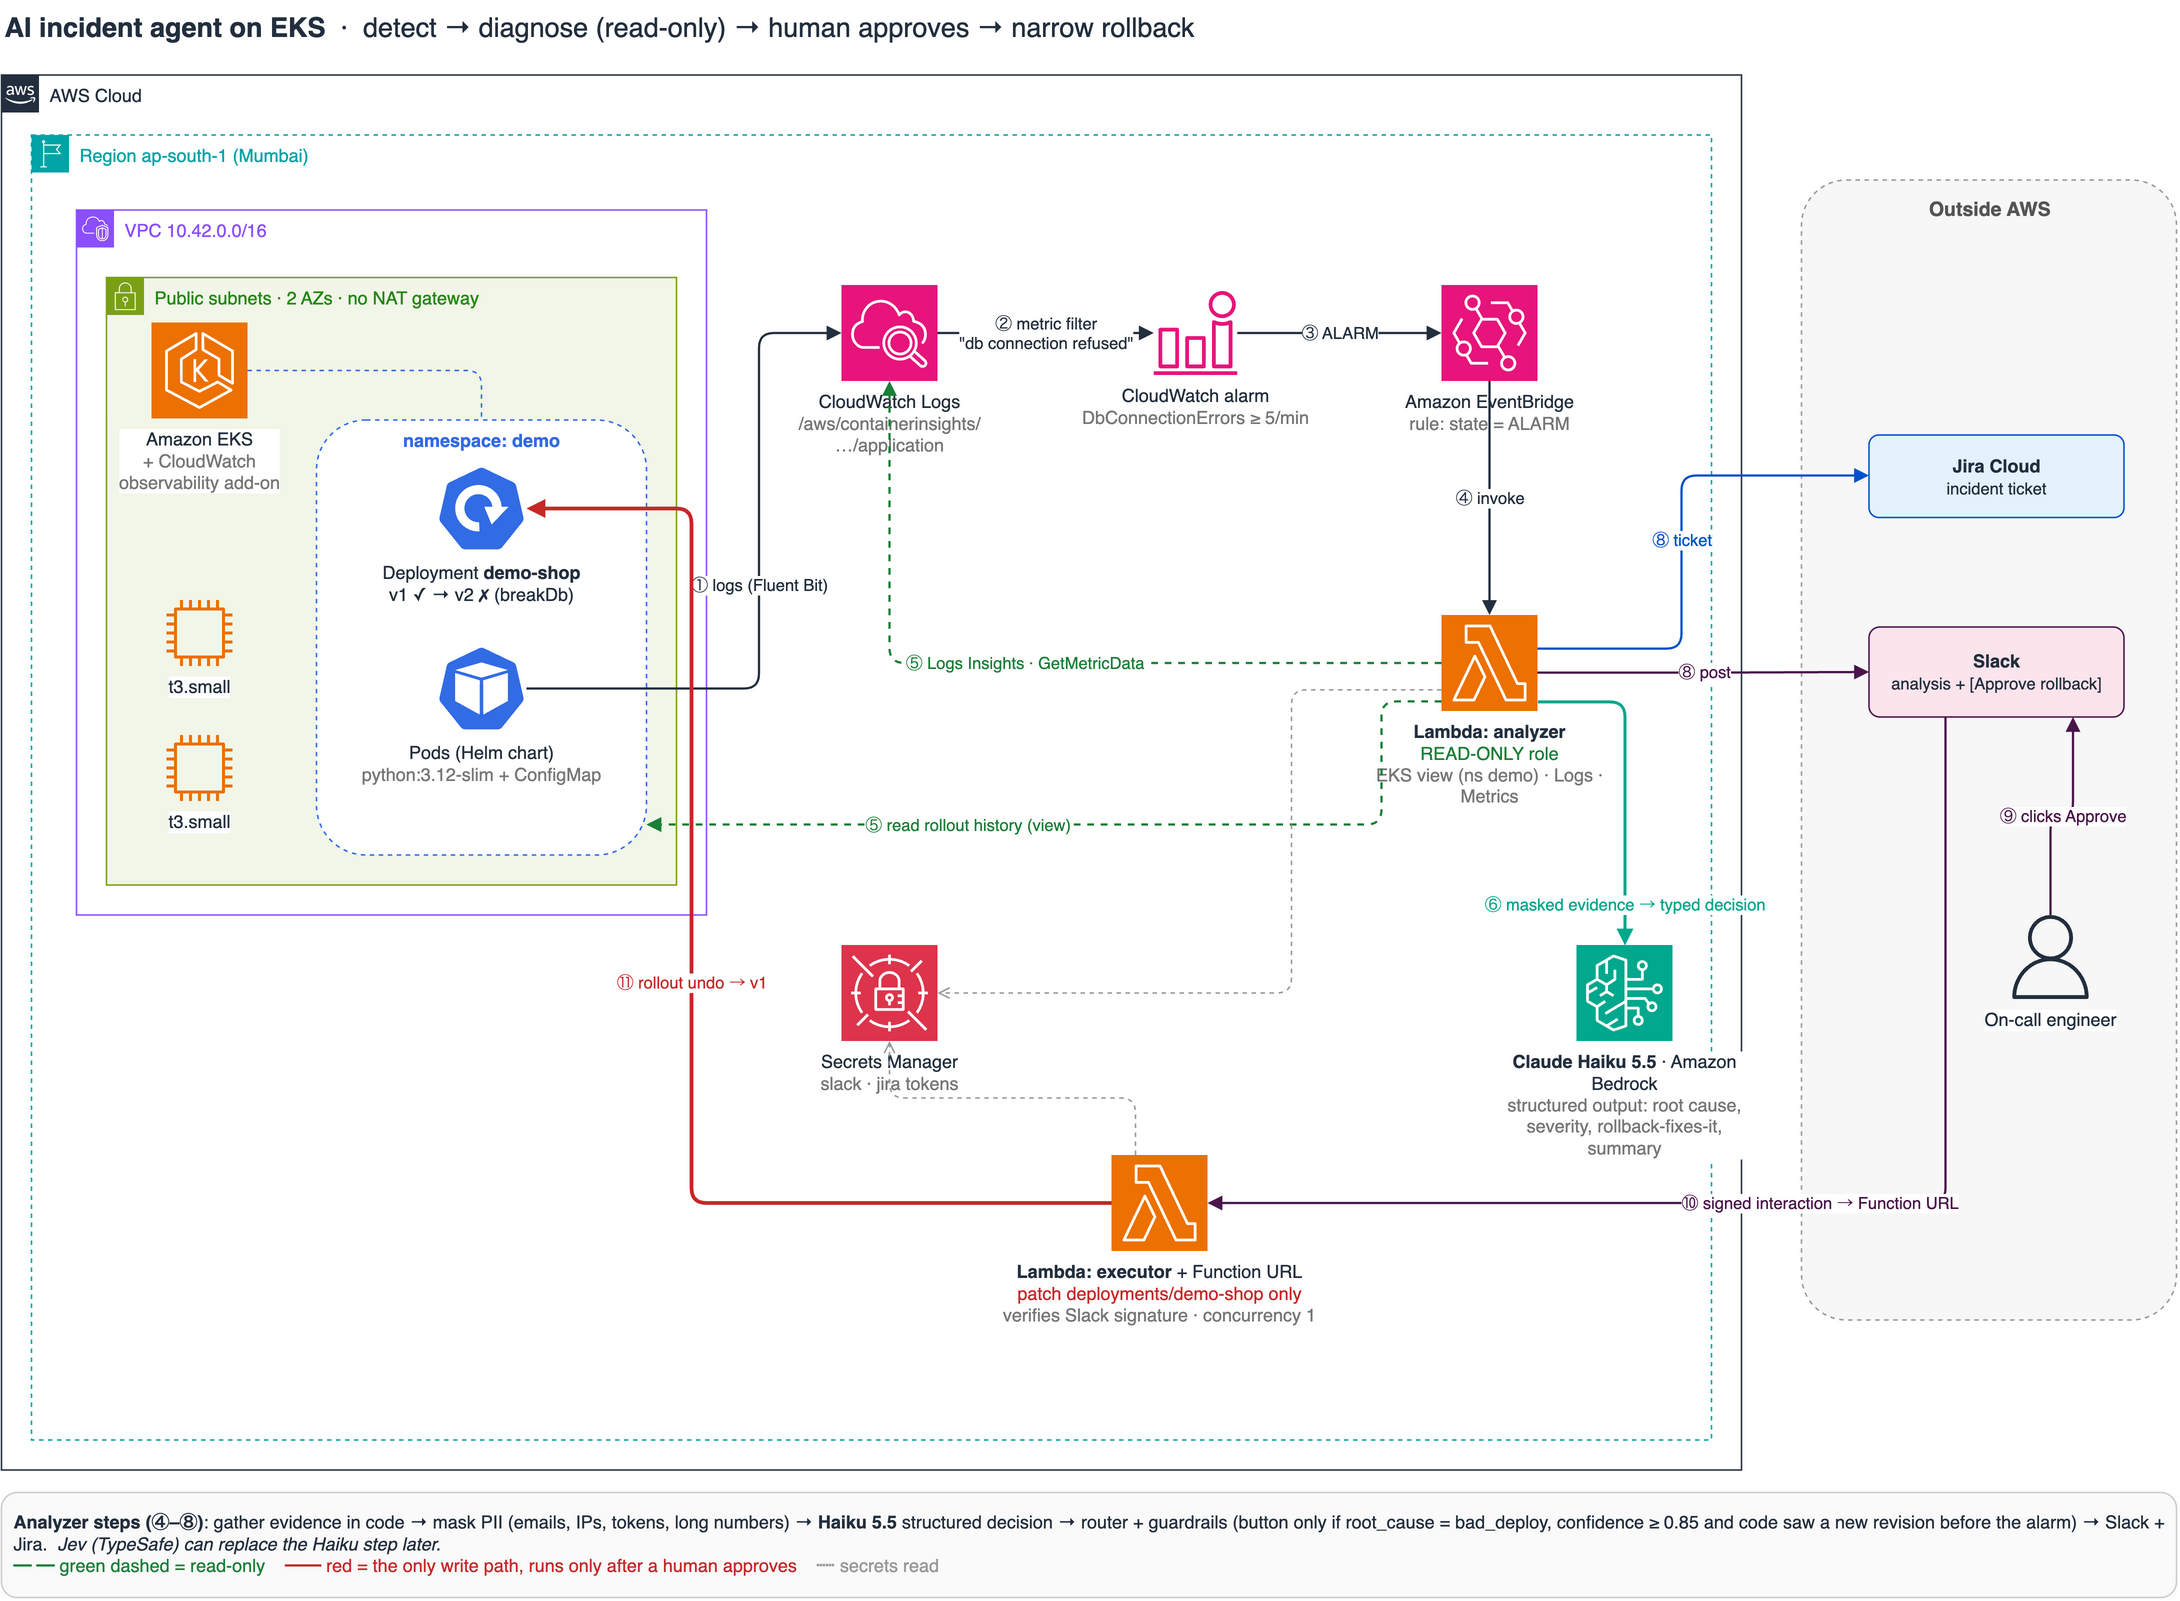 AI incident agent on EKS · detect → diagnose (read-only) → human approves → narrow rollback
aws
AWS Cloud
Region ap-south-1 (Mumbai)
VPC 10.42.0.0/16
Public subnets · 2 AZs · no NAT gateway
Amazon EKS
+ CloudWatch
observability add-on
namespace: demo
Deployment demo-shop
v1 ✓ → v2 ✗ (breakDb)
t3.small
Pods (Helm chart)
python:3.12-slim + ConfigMap
t3.small
① logs (Fluent Bit)
CloudWatch Logs
/aws/containerinsights/
…/application
② metric filter
"db connection refused"
CloudWatch alarm
DbConnectionErrors ≥ 5/min
③ ALARM
Amazon EventBridge
rule: state = ALARM
④ invoke
⑤ Logs Insights · GetMetricData
Lambda: analyzer
READ-ONLY role
EKS view (ns demo) · Logs ·
Metrics
⑤ read rollout history (view)
⑧ ticket
⑧ post
Outside AWS
Jira Cloud
incident ticket
Slack
analysis + [Approve rollback]
⑨ clicks Approve
On-call engineer
⑥ masked evidence → typed decision
Claude Haiku 5.5 · Amazon
Bedrock
structured output: root cause,
severity, rollback-fixes-it,
summary
⑪ rollout undo → v1
Secrets Manager
slack · jira tokens
⑩ signed interaction → Function URL
Lambda: executor + Function URL
patch deployments/demo-shop only
verifies Slack signature · concurrency 1
Analyzer steps (④–⑧): gather evidence in code → mask PII (emails, IPs, tokens, long numbers) → Haiku 5.5 structured decision → router + guardrails (button only if root_cause = bad_deploy, confidence ≥ 0.85 and code saw a new revision before the alarm) → Slack +
Jira. Jev (TypeSafe) can replace the Haiku step later.
green dashed = read-only red = the only write path, runs only after a human approves secrets read